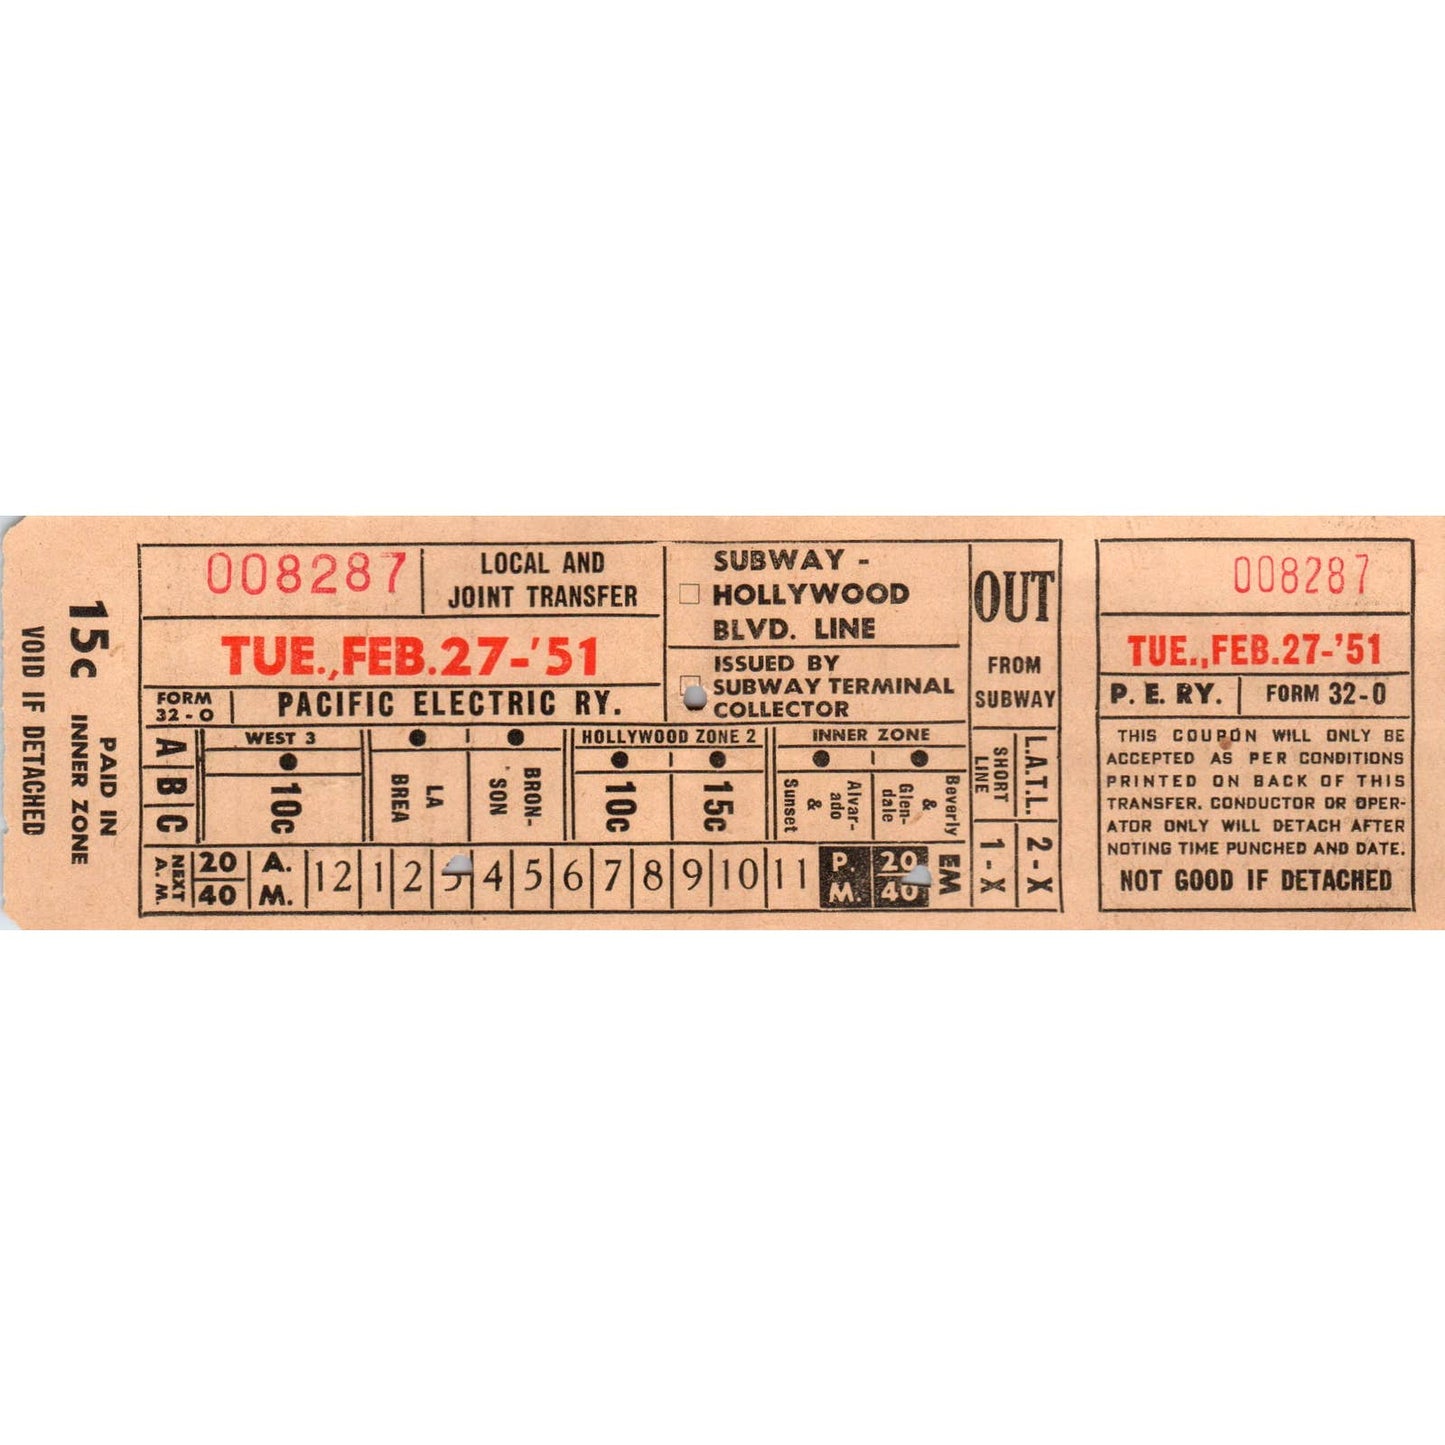 VOID IF DETACHED
15c PAID IN
INNER ZONE
008287
LOCAL AND
JOINT TRANSFER
TUE.,FEB.27-'51
FORM
32-O
PACIFIC ELECTRIC RY.
SUBWAY -
HOLLYWOOD
BLVD. LINE
ISSUED BY
SUBWAY TERMINAL
COLLECTOR
OUT
FROM
SUBWAY
A B C
WEST 3
10c
LA
BREA
BRON-
SON
HOLLYWOOD ZONE 2
10c 15c
INNER ZONE
Alvar-
ado
&
Sunset
Beverly
&
Glen-
dale
SHORT
LINE
L.A.T.L.
1-X
2-X
NEXT
A.M.
20
40
A.
M.
12 1 2 3 4 5 6 7 8 9 10 11
P.
M.
20
40
EM
008287
TUE.,FEB.27-'51
P. E. RY. FORM 32-O
THIS COUPON WILL ONLY BE
ACCEPTED AS PER CONDITIONS
PRINTED ON BACK OF THIS
TRANSFER. CONDUCTOR OR OPER-
ATOR ONLY WILL DETACH AFTER
NOTING TIME PUNCHED AND DATE.
NOT GOOD IF DETACHED